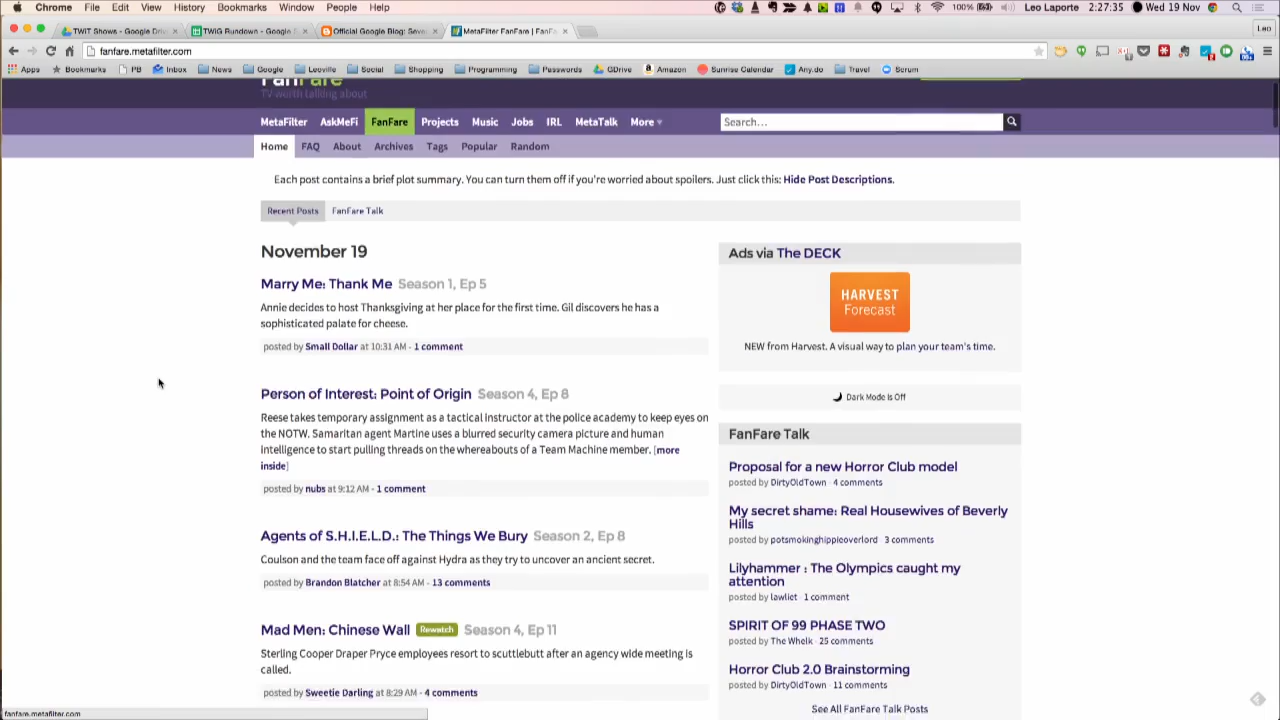 Chrome File Edit View History Bookmarks Window People Help 100% Leo Laporte 2:27:35 Wed 19 Nov
TWiT Shows - Google Driv TWiG Rundown - Google S Official Google Blog: Seve MetaFilter FanFare | FanFa Leo
fanfare.metafilter.com
Apps Bookmarks PB Inbox News Google Leoville Social Shopping Programming Passwords GDrive Amazon Sunrise Calendar Any.do Travel Scrum
FanFare
TV worth talking about
MetaFilter AskMeFi FanFare Projects Music Jobs IRL MetaTalk More Search...
Home FAQ About Archives Tags Popular Random
Each post contains a brief plot summary. You can turn them off if you're worried about spoilers. Just click this: Hide Post Descriptions.
Recent Posts FanFare Talk
November 19
Marry Me: Thank Me Season 1, Ep 5
Annie decides to host Thanksgiving at her place for the first time. Gil discovers he has a
sophisticated palate for cheese.
posted by Small Dollar at 10:31 AM - 1 comment
Person of Interest: Point of Origin Season 4, Ep 8
Reese takes temporary assignment as a tactical instructor at the police academy to keep eyes on
the NOTW. Samaritan agent Martine uses a blurred security camera picture and human
Intelligence to start pulling threads on the whereabouts of a Team Machine member. [more
inside]
posted by nubs at 9:12 AM - 1 comment
Agents of S.H.I.E.L.D.: The Things We Bury Season 2, Ep 8
Coulson and the team face off against Hydra as they try to uncover an ancient secret.
posted by Brandon Blatcher at 8:54 AM - 13 comments
Mad Men: Chinese Wall Rewatch Season 4, Ep 11
Sterling Cooper Draper Pryce employees resort to scuttlebutt after an agency wide meeting is
called.
posted by Sweetie Darling at 8:29 AM - 4 comments
Ads via The DECK
HARVEST
Forecast
NEW from Harvest. A visual way to plan your team's time.
Dark Mode is Off
FanFare Talk
Proposal for a new Horror Club model
posted by DirtyOldTown · 4 comments
My secret shame: Real Housewives of Beverly
Hills
posted by potsmokinghippieoverlord · 3 comments
Lilyhammer : The Olympics caught my
attention
posted by lawliet · 1 comment
SPIRIT OF 99 PHASE TWO
posted by The Whelk · 25 comments
Horror Club 2.0 Brainstorming
posted by DirtyOldTown · 11 comments
See All FanFare Talk Posts
fanfare.metafilter.com